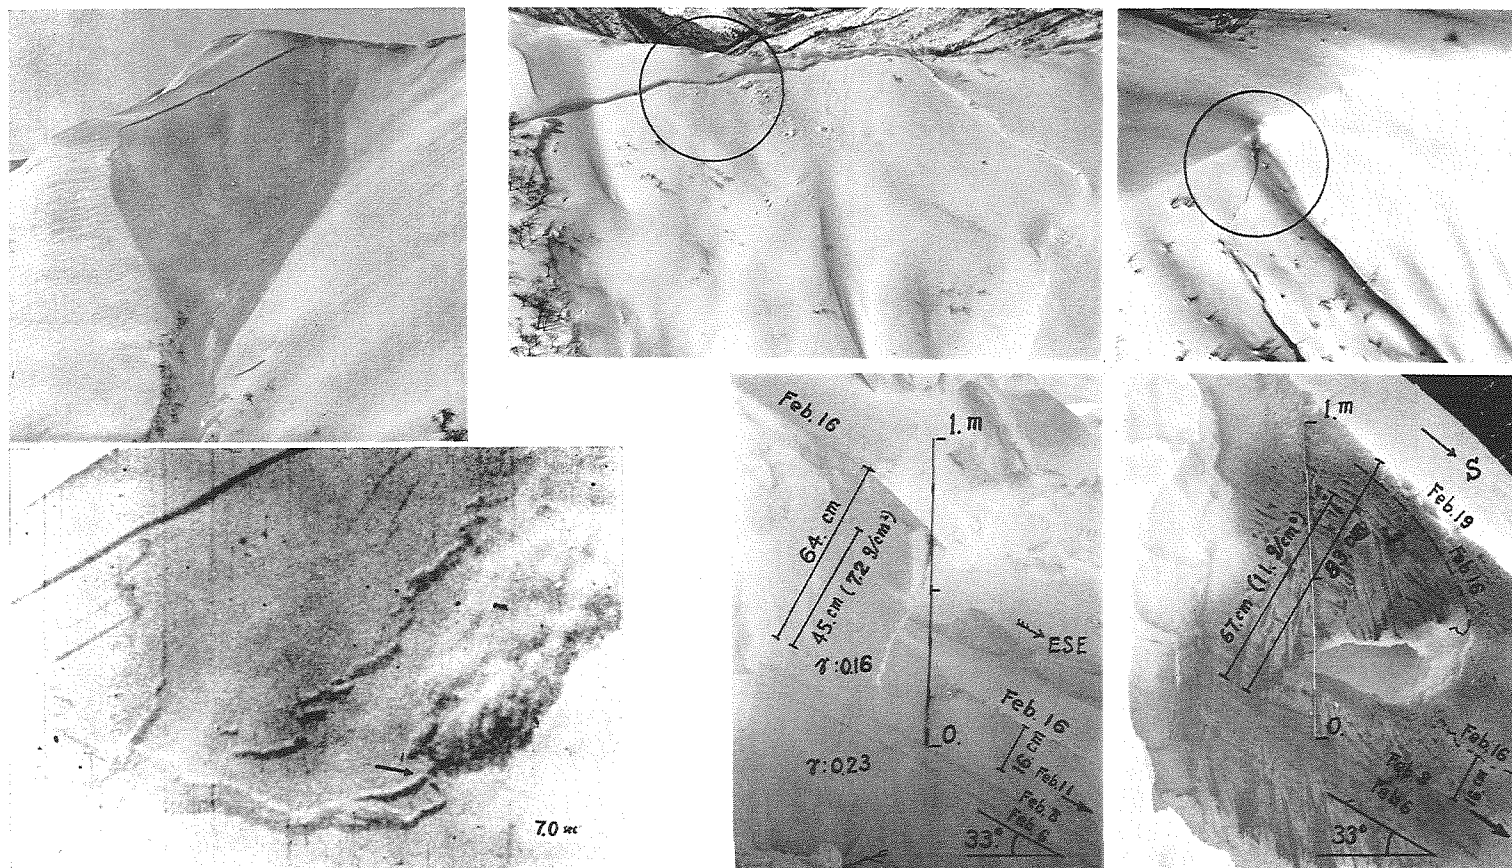 7.0 sec
Feb. 16
1. m
64. cm
45. cm (7.2 g/cm²)
γ:0.16
ESE
0.
Feb. 16
16 cm
γ:0.23
Feb. 11
Feb. 8
Feb. 6
33°
1. m
S
Feb. 19
67. cm (11. g/cm²)
Feb. 16
0.
Feb. 16
Feb. 8
Feb 6
33°